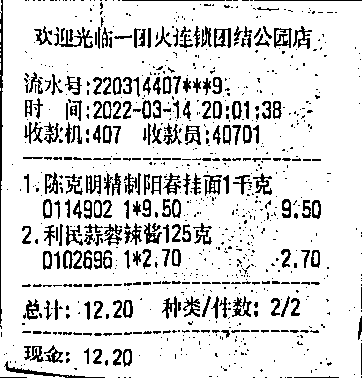 欢迎光临一团火连锁团结公园店
流水号:220314407***9
时 间:2022-03-14 20:01:38
收款机:407 收款员:40701
1.陈克明精制阳春挂面1千克
0114902 1*9.50 9.50
2.利民蒜蓉辣酱125克
0102696 1*2.70 2.70
总计: 12.20 种类/件数: 2/2
现金: 12.20